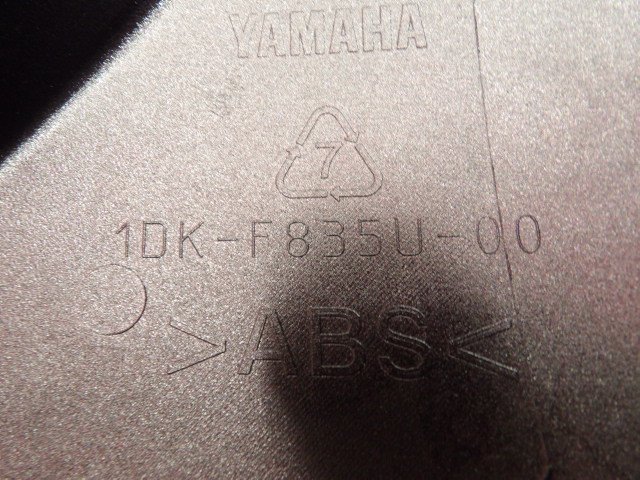 YAMAHA
7
1DK-F835U-00
>ABS<